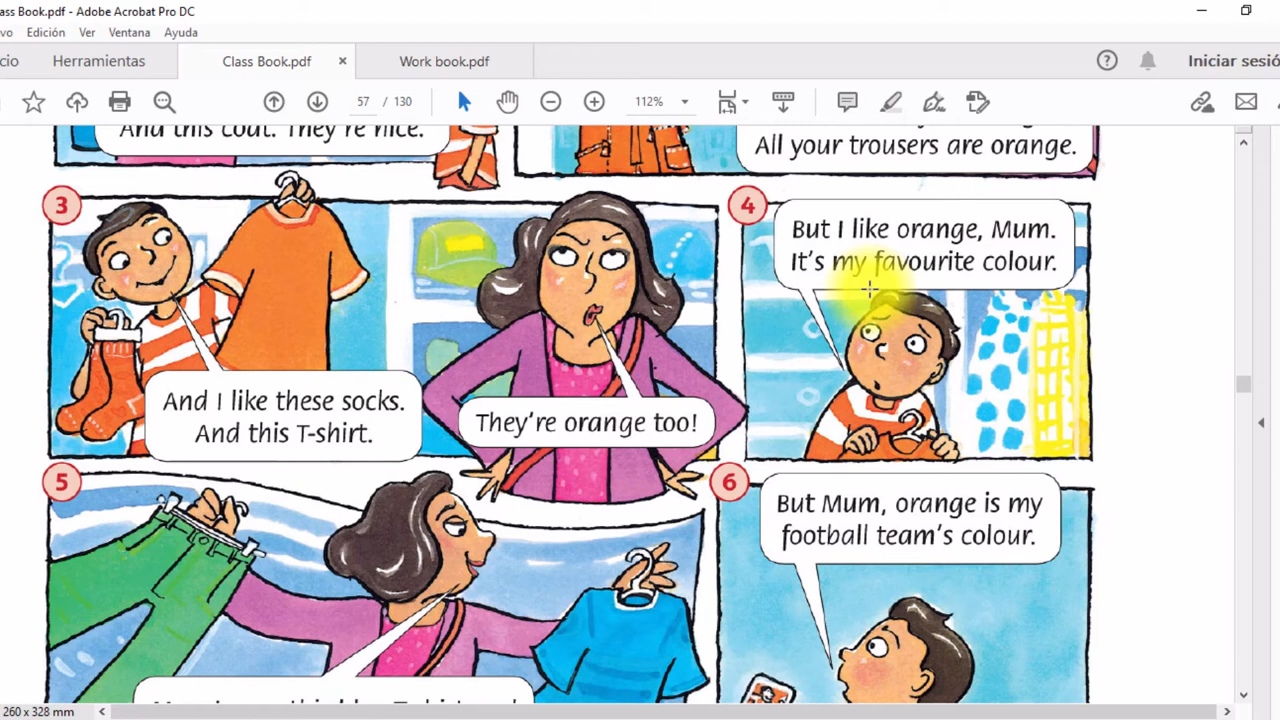 ass Book.pdf - Adobe Acrobat Pro DC
vo Edición Ver Ventana Ayuda
cio Herramientas Class Book.pdf × Work book.pdf Iniciar sesió
57 / 130 112%
And this coat. They're nice.
All your trousers are orange.
3
And I like these socks.
And this T-shirt.
They're orange too!
4
But I like orange, Mum.
It's my favourite colour.
5
6
But Mum, orange is my
football team's colour.
260 x 328 mm